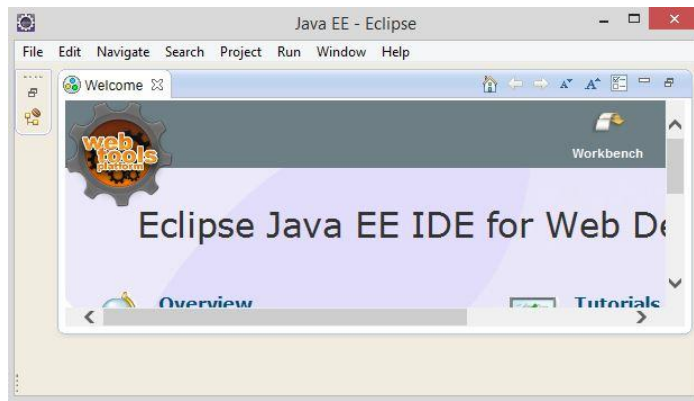 Java EE - Eclipse
File Edit Navigate Search Project Run Window Help
Welcome
web
tools
platform
Workbench
Eclipse Java EE IDE for Web De
Overview
Tutorials